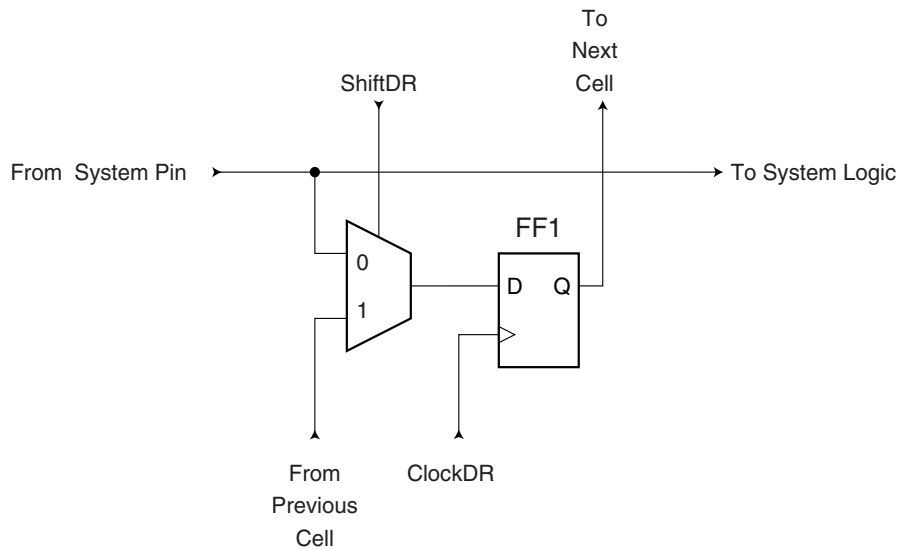 To
Next
Cell
ShiftDR
From System Pin
To System Logic
FF1
0
D Q
1
From
Previous
Cell
ClockDR